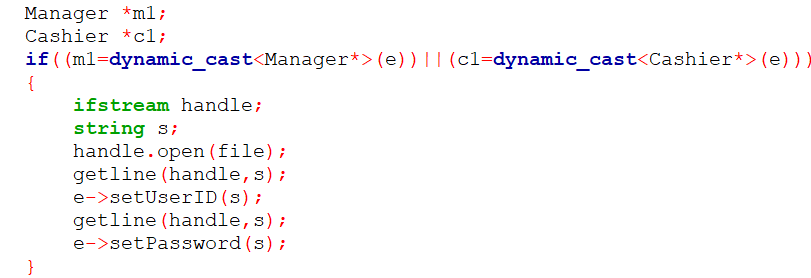 Manager *m1;
Cashier *c1;
if((m1=dynamic_cast<Manager*>(e))||(c1=dynamic_cast<Cashier*>(e)))
{
ifstream handle;
string s;
handle.open(file);
getline(handle,s);
e->setUserID(s);
getline(handle,s);
e->setPassword(s);
}